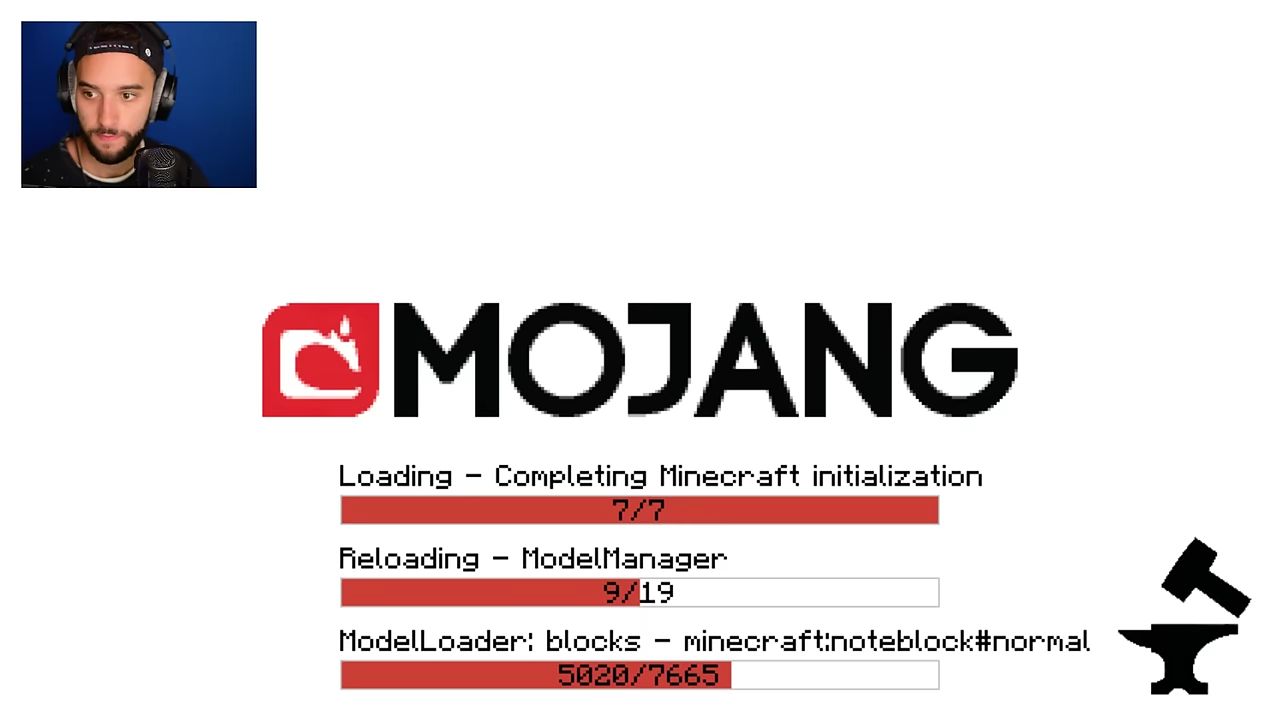 MOJANG
Loading - Completing Minecraft initialization
7/7
Reloading - ModelManager
9/19
ModelLoader: blocks - minecraft:noteblock#normal
5020/7665